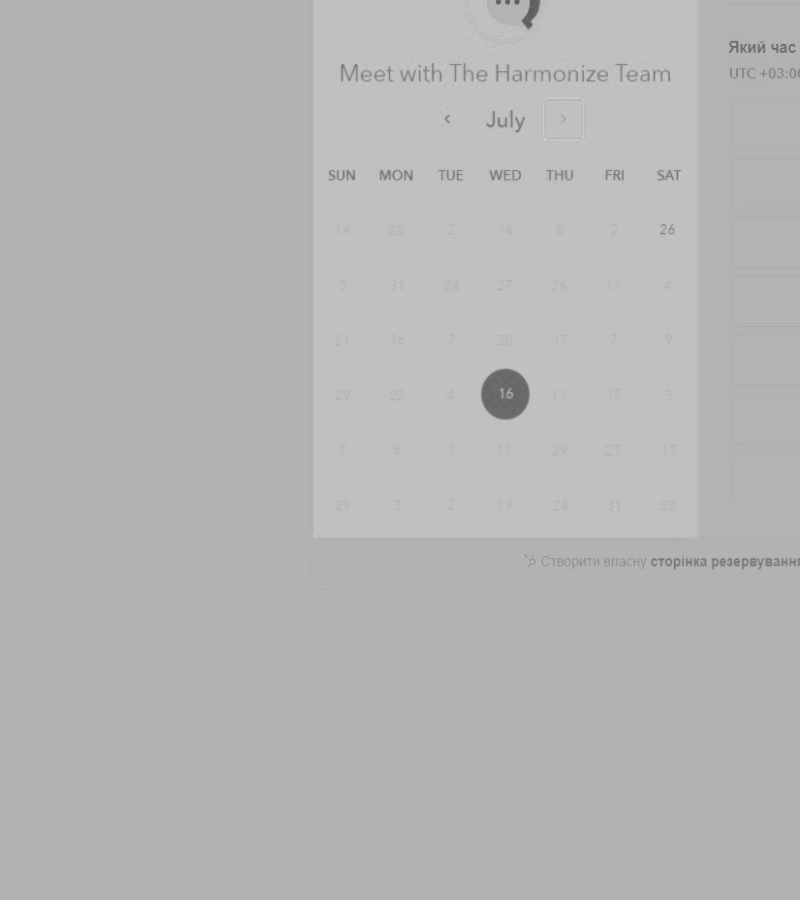 Meet with The Harmonize Team
July
SUN MON TUE WED THU FRI SAT
14 28 2 16 8 2 26
3 31 24 27 26 11 4
21 16 7 28 17 7 9
29 22 4 16 11 15 3
7 8 1 11 29 27 17
29 3 2 19 24 31 28
Який час
UTC +03:00
Створити власну сторінка резервування